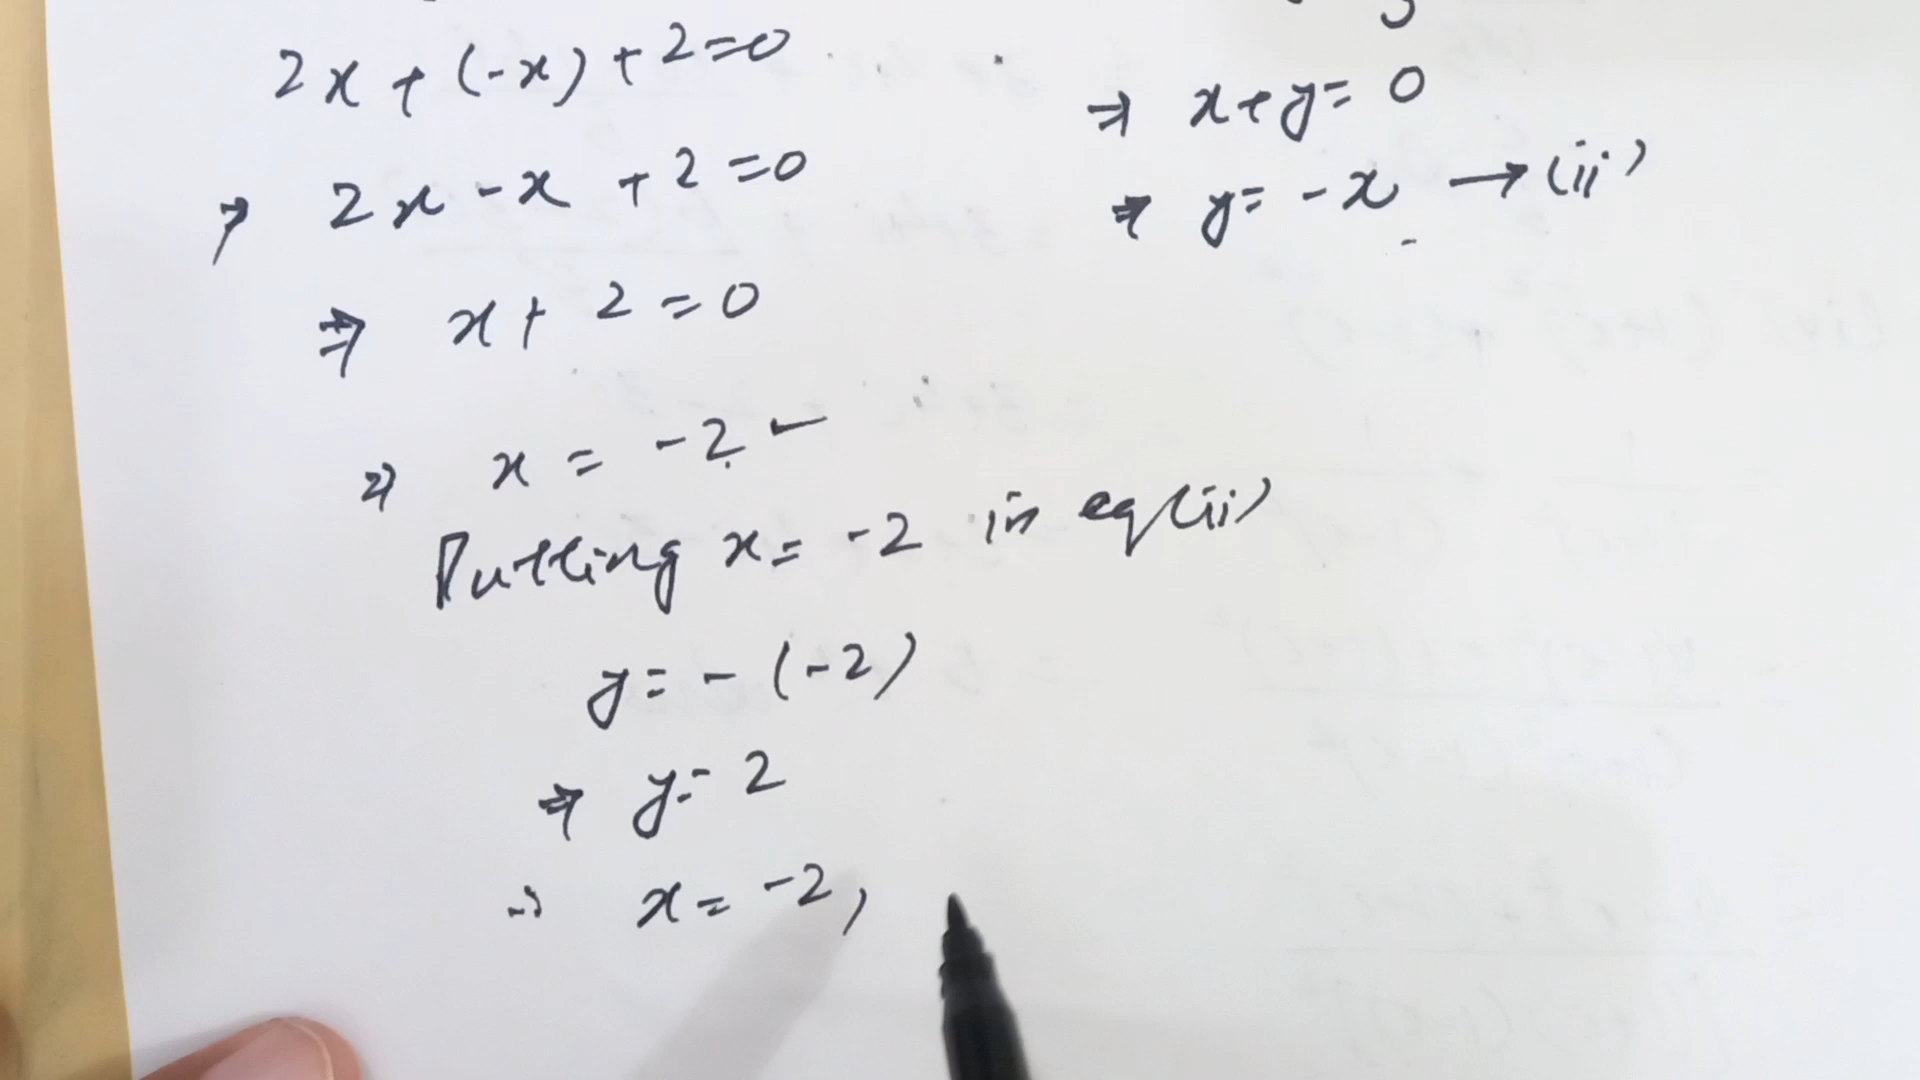 2x + (-x) + 2 = 0
⇒ 2x - x + 2 = 0
⇒ x + 2 = 0
⇒ x = -2
Putting x = -2 in eq (ii)
y = - (-2)
⇒ y = 2
∴ x = -2,
⇒ x + y = 0
⇒ y = -x → (ii)